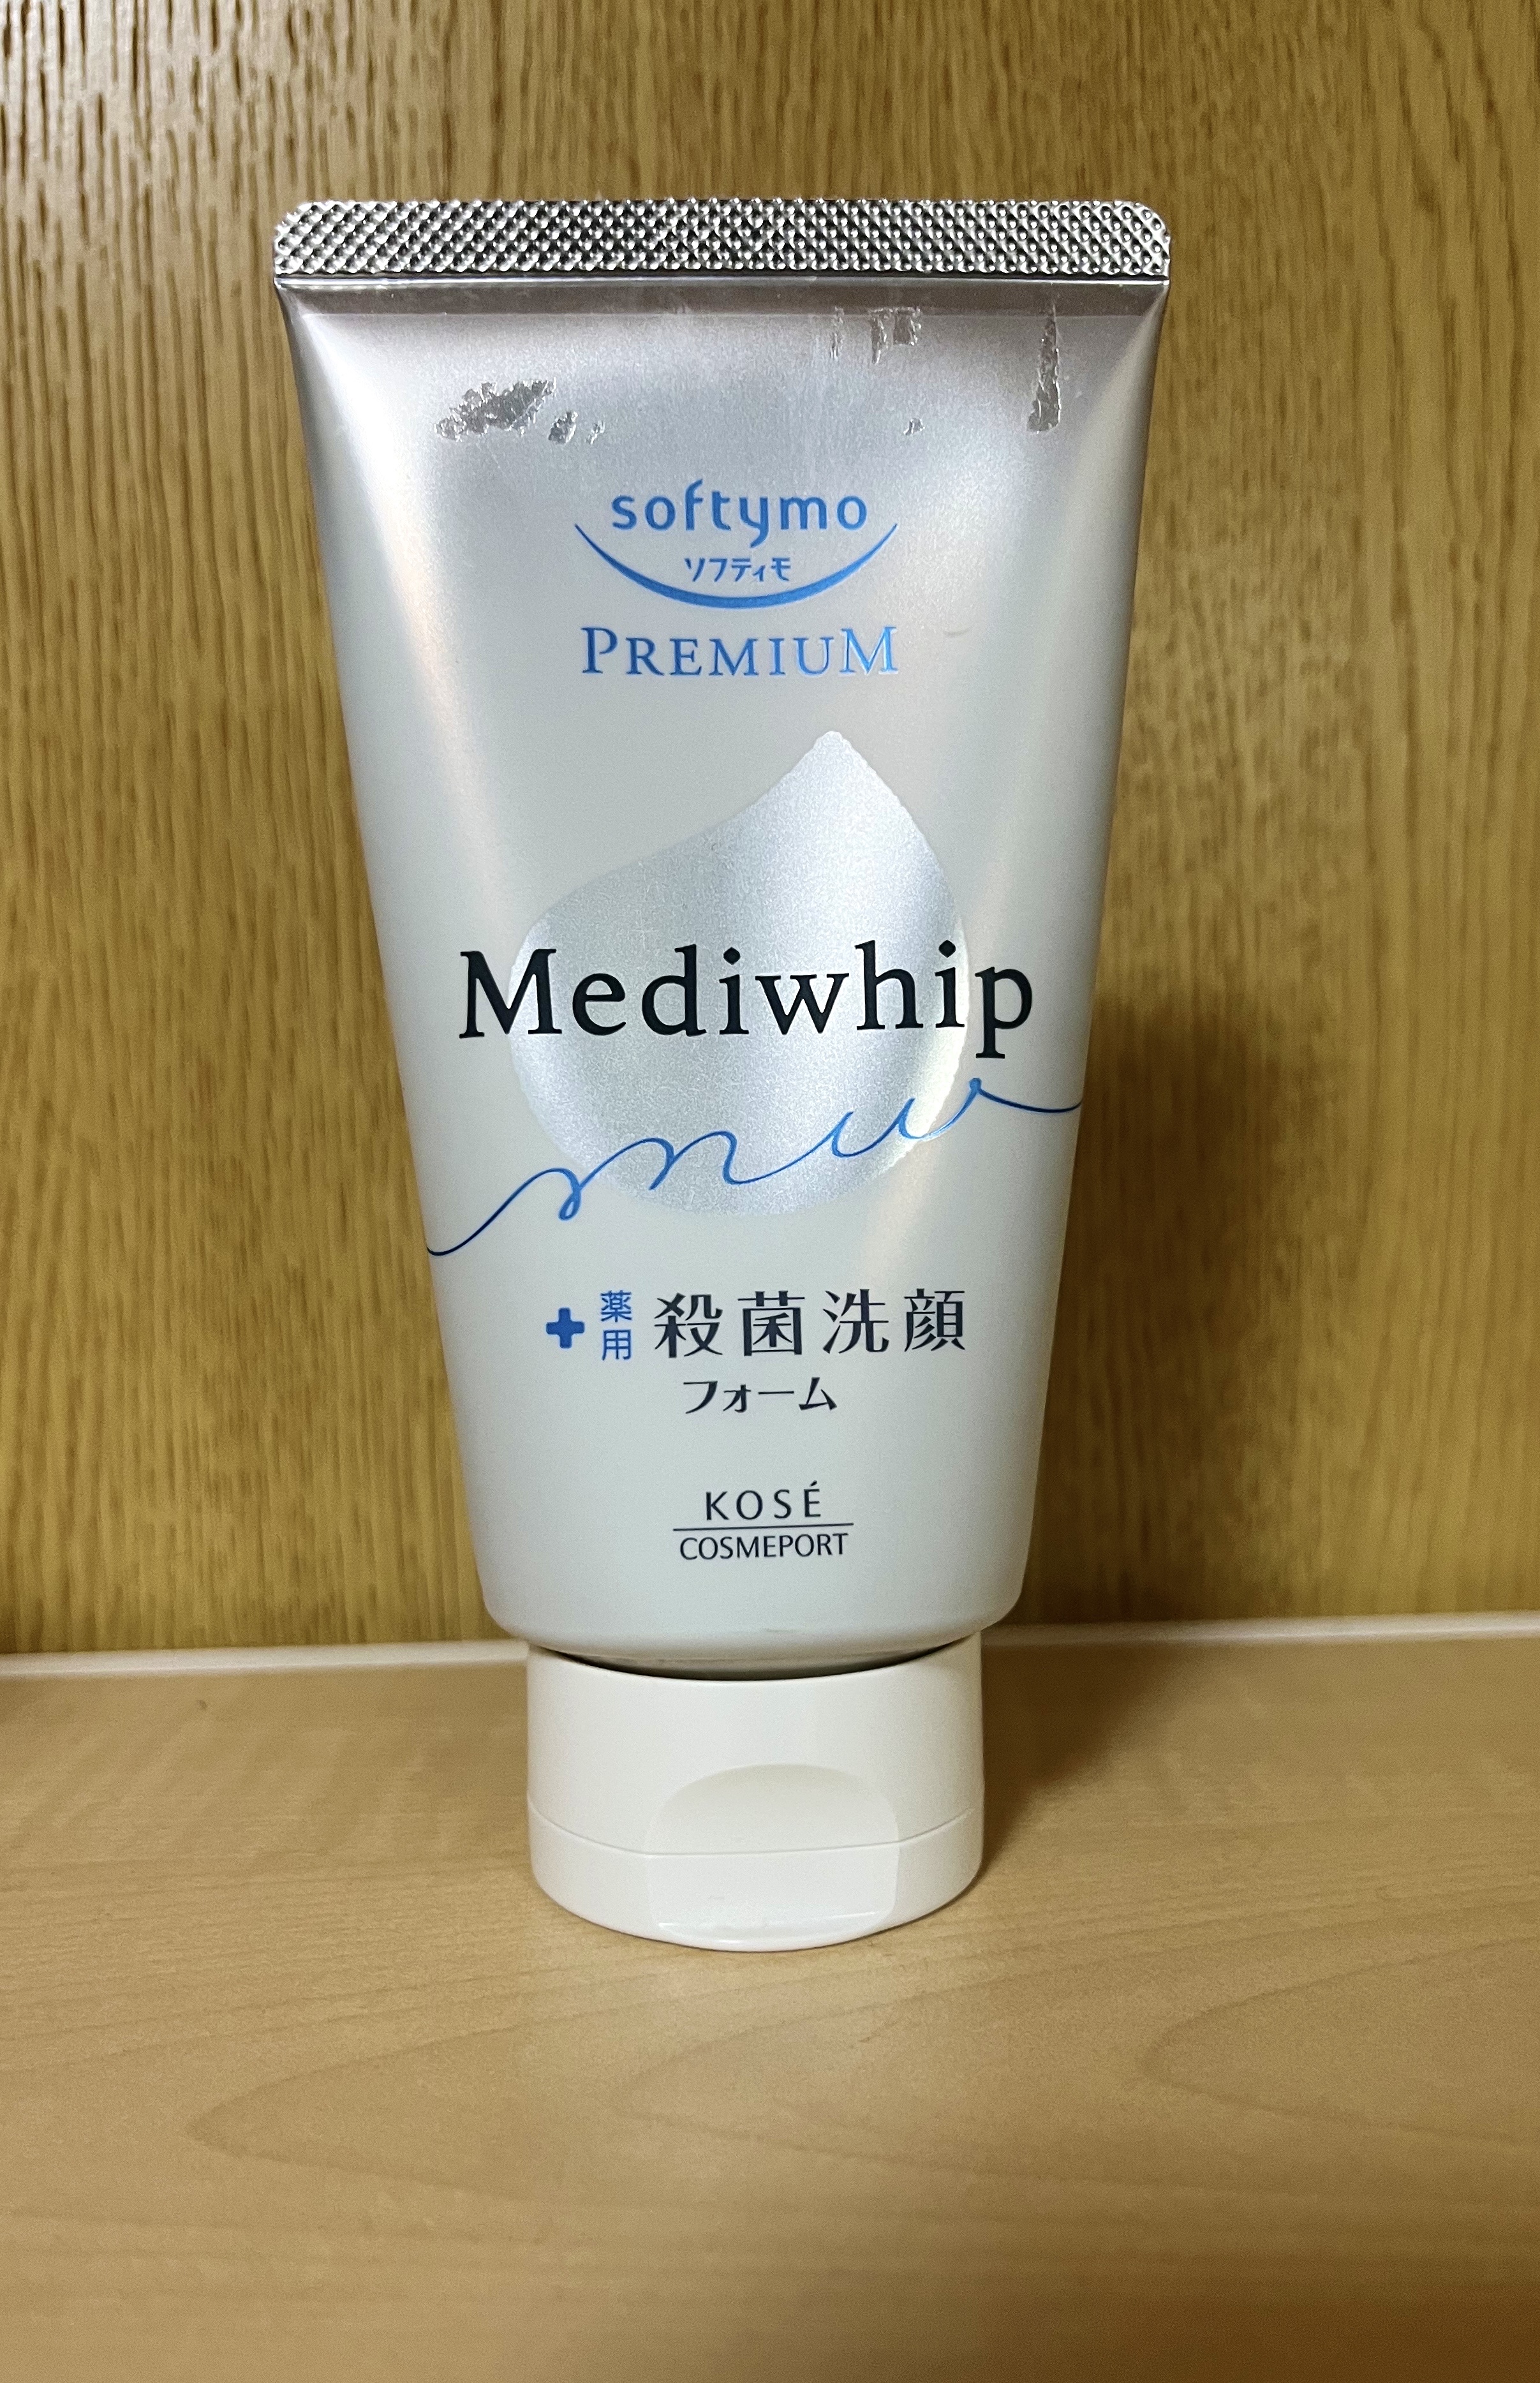 softymo
ソフティモ
PREMIUM
Mediwhip
mw
薬用 殺菌洗顔
フォーム
KOSÉ
COSMEPORT